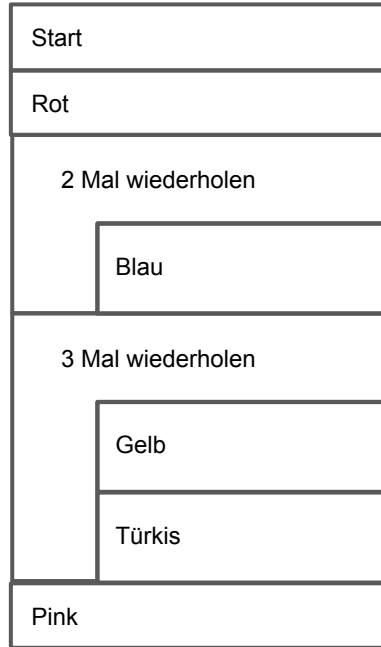 Start
Rot
2 Mal wiederholen
Blau
3 Mal wiederholen
Gelb
Türkis
Pink